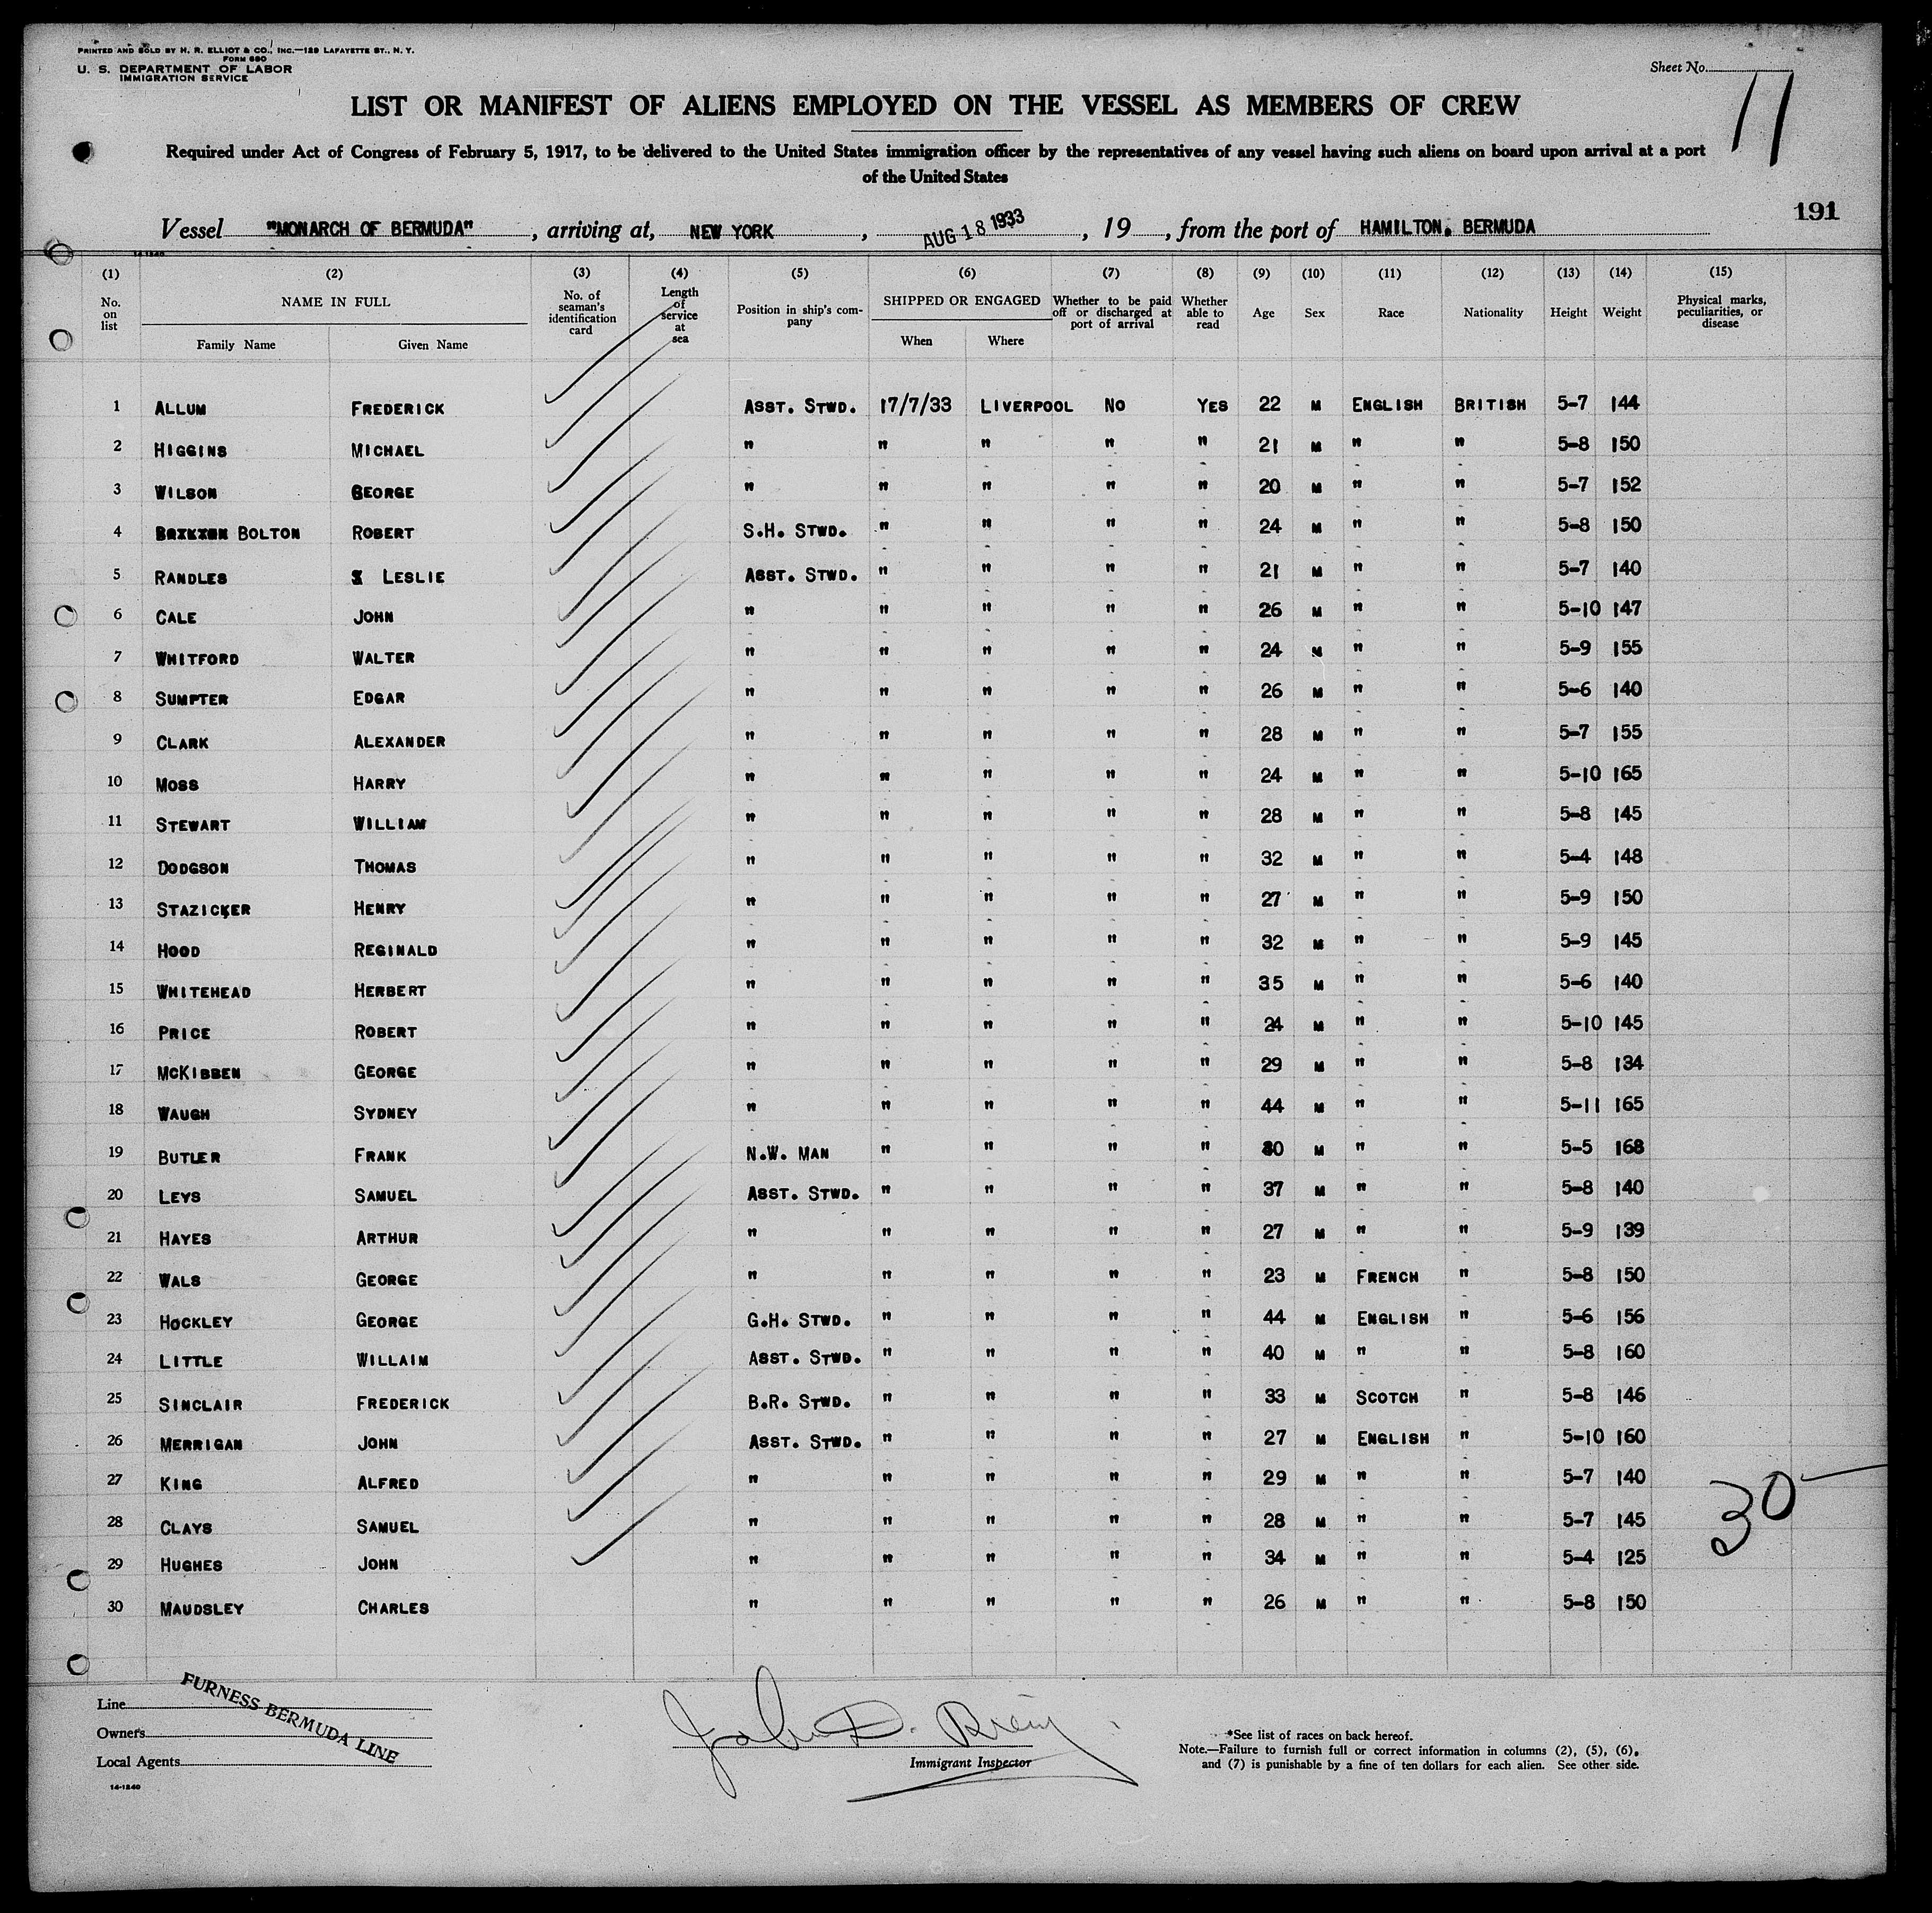 PRINTED AND SOLD BY H. R. ELLIOT & CO., INC.—129 LAFAYETTE ST., N. Y.
FORM 680
U. S. DEPARTMENT OF LABOR
IMMIGRATION SERVICE
Sheet No. 11
LIST OR MANIFEST OF ALIENS EMPLOYED ON THE VESSEL AS MEMBERS OF CREW
Required under Act of Congress of February 5, 1917, to be delivered to the United States immigration officer by the representatives of any vessel having such aliens on board upon arrival at a port
of the United States
191
Vessel "MONARCH OF BERMUDA", arriving at, NEW YORK, AUG 18 1933, 19 , from the port of HAMILTON, BERMUDA
14-1240
(1) (2) (3) (4) (5) (6) (7) (8) (9) (10) (11) (12) (13) (14) (15)
No. on list NAME IN FULL Family Name Given Name No. of seaman's identification card Length of service at sea Position in ship's company SHIPPED OR ENGAGED When Where Whether to be paid off or discharged at port of arrival Whether able to read Age Sex Race Nationality Height Weight Physical marks, peculiarities, or disease
1 ALLUM FREDERICK ASST. STWD. 17/7/33 LIVERPOOL NO YES 22 M ENGLISH BRITISH 5-7 144
2 HIGGINS MICHAEL " " " " " 21 M " " 5-8 150
3 WILSON GEORGE " " " " " 20 M " " 5-7 152
4 BOLTON ROBERT S.H. STWD. " " " " 24 M " " 5-8 150
5 RANDLES LESLIE ASST. STWD. " " " " 21 M " " 5-7 140
6 CALE JOHN " " " " " 26 M " " 5-10 147
7 WHITFORD WALTER " " " " " 24 M " " 5-9 155
8 SUMPTER EDGAR " " " " " 26 M " " 5-6 140
9 CLARK ALEXANDER " " " " " 28 M " " 5-7 155
10 MOSS HARRY " " " " " 24 M " " 5-10 165
11 STEWART WILLIAM " " " " " 28 M " " 5-8 145
12 DODGSON THOMAS " " " " " 32 M " " 5-4 148
13 STAZICKER HENRY " " " " " 27 M " " 5-9 150
14 HOOD REGINALD " " " " " 32 M " " 5-9 145
15 WHITEHEAD HERBERT " " " " " 35 M " " 5-6 140
16 PRICE ROBERT " " " " " 24 M " " 5-10 145
17 MCKIBBEN GEORGE " " " " " 29 M " " 5-8 134
18 WAUGH SYDNEY " " " " " 44 M " " 5-11 165
19 BUTLER FRANK N.W. MAN " " " " M " " 5-5 168
20 LEYS SAMUEL ASST. STWD. " " " " 37 M " " 5-8 140
21 HAYES ARTHUR " " " " " 27 M " " 5-9 139
22 WALS GEORGE " " " " " 23 M FRENCH " 5-8 150
23 HOCKLEY GEORGE G.H. STWD. " " " " 44 M ENGLISH " 5-6 156
24 LITTLE WILLAIM ASST. STWD. " " " " 40 M " " 5-8 160
25 SINCLAIR FREDERICK B.R. STWD. " " " " 33 M SCOTCH " 5-8 146
26 MERRIGAN JOHN ASST. STWD. " " " " 27 M ENGLISH " 5-10 160
27 KING ALFRED " " " " " 29 M " " 5-7 140
28 CLAYS SAMUEL " " " " " 28 M " " 5-7 145
29 HUGHES JOHN " " " " " 34 M " " 5-4 125
30 MAUDSLEY CHARLES " " " " " 26 M " " 5-8 150
30
Line
Owners
Local Agents
FURNESS BERMUDA LINE
14-1240
John D.
Immigrant Inspector
*See list of races on back hereof.
Note.—Failure to furnish full or correct information in columns (2), (5), (6),
and (7) is punishable by a fine of ten dollars for each alien. See other side.